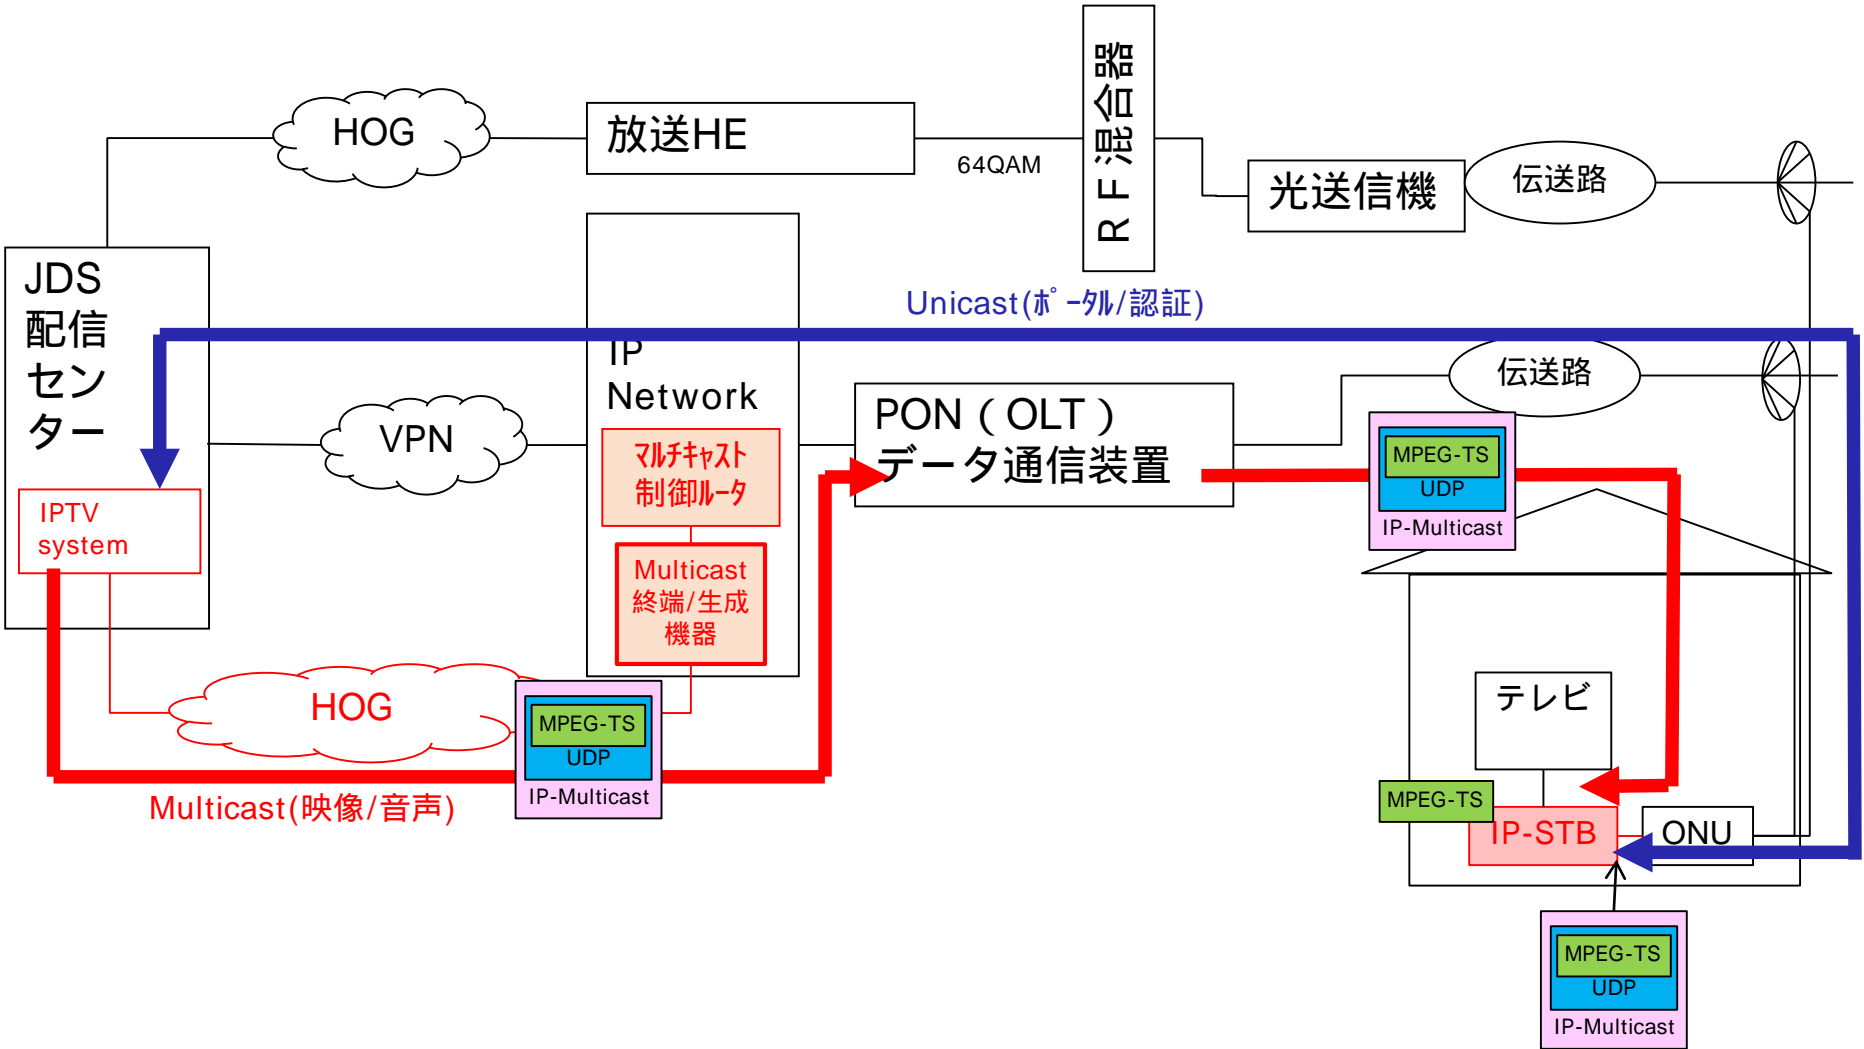 HOG
放送HE
64QAM
RF混合器
光送信機
伝送路
JDS
配信
セン
ター
Unicast(ﾎﾟｰﾀﾙ/認証)
IP
Network
伝送路
VPN
PON（OLT）
データ通信装置
ﾏﾙﾁｷｬｽﾄ
制御ﾙｰﾀ
MPEG-TS
UDP
IP-Multicast
IPTV
system
Multicast
終端/生成
機器
HOG
MPEG-TS
UDP
IP-Multicast
Multicast(映像/音声)
テレビ
MPEG-TS
IP-STB
ONU
MPEG-TS
UDP
IP-Multicast